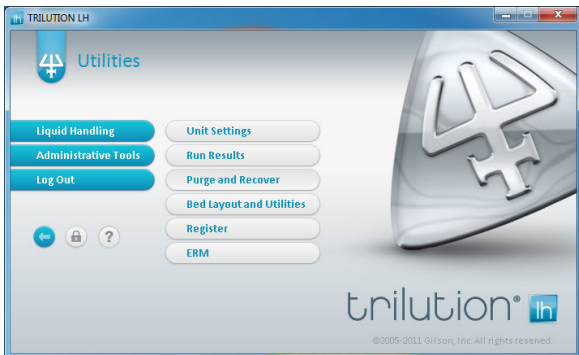 lh TRILUTION LH
Utilities
Liquid Handling
Administrative Tools
Log Out
Unit Settings
Run Results
Purge and Recover
Bed Layout and Utilities
Register
ERM
?
trilution® lh
©2005-2011 Gilson, Inc. All rights reserved.